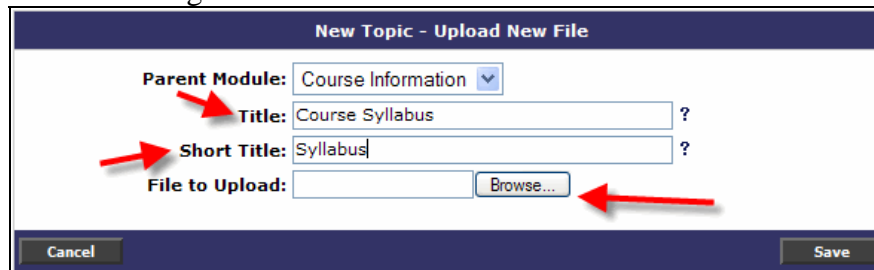 New Topic - Upload New File
Parent Module: Course Information
Title: Course Syllabus ?
Short Title: Syllabus ?
File to Upload: Browse...
Cancel Save